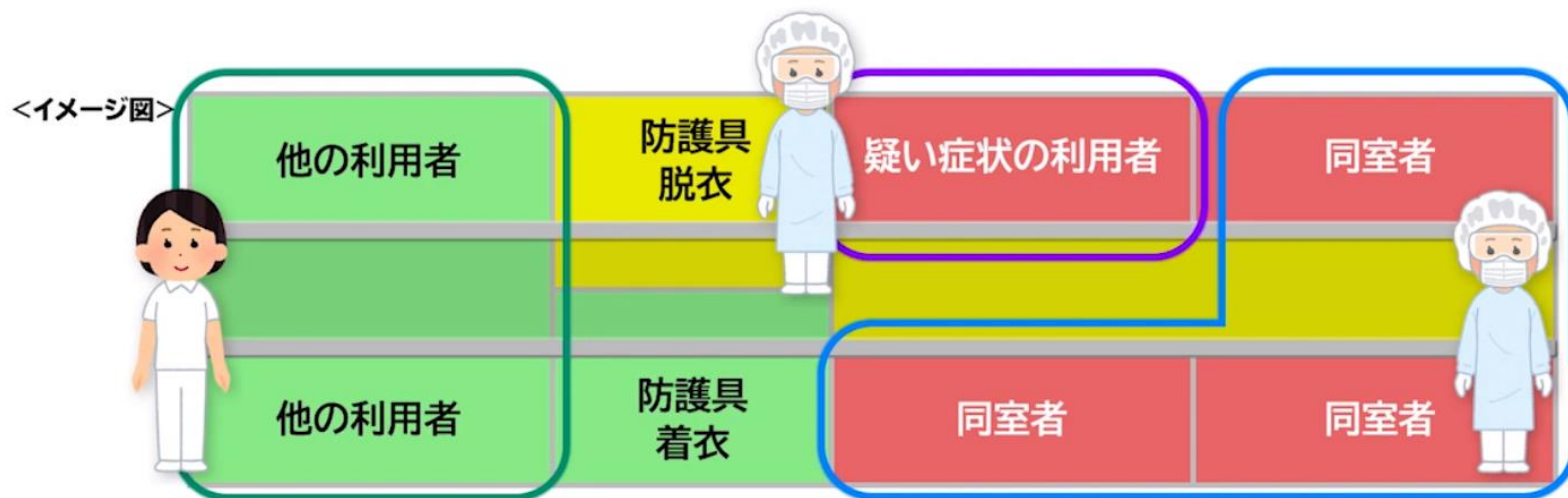 <イメージ図>
他の利用者
防護具
脱衣
疑い症状の利用者
同室者
他の利用者
防護具
着衣
同室者
同室者